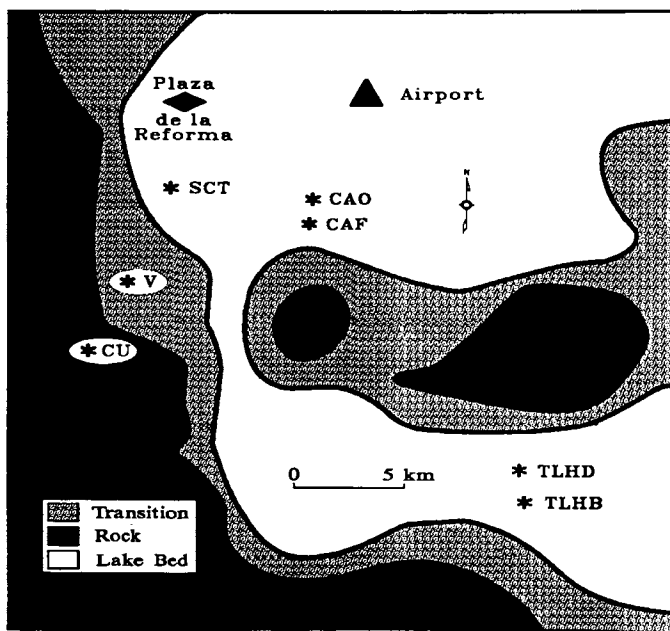 Plaza
de la
Reforma
Airport
* SCT
N
* CAO
* CAF
* V
* CU
0 5 km
* TLHD
* TLHB
Transition
Rock
Lake Bed